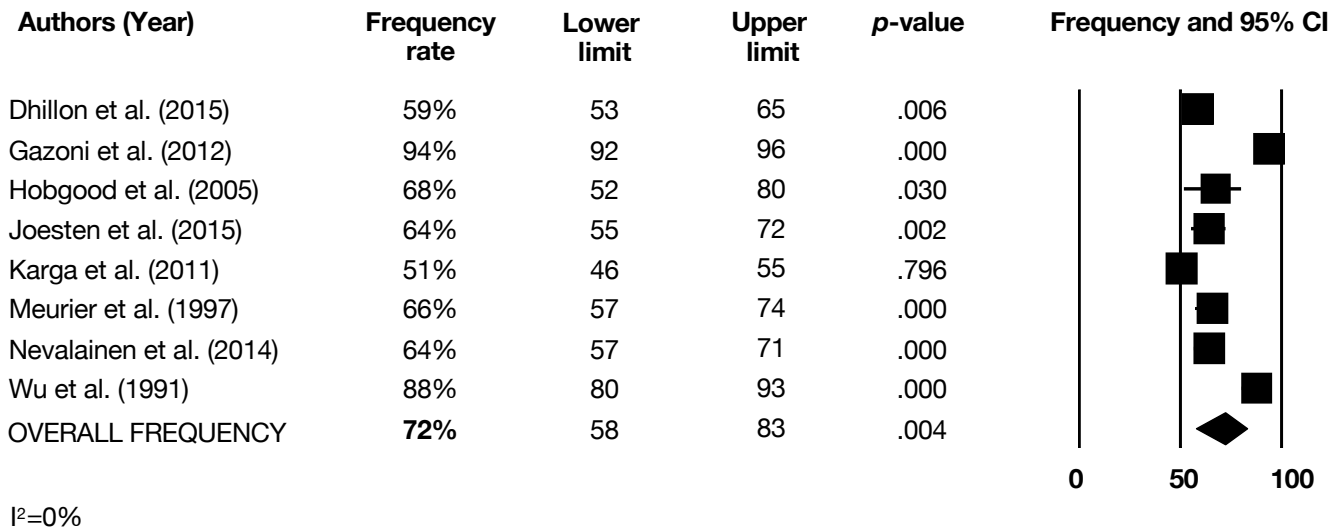 Authors (Year) Frequency rate Lower limit Upper limit p-value Frequency and 95% CI
Dhillon et al. (2015) 59% 53 65 .006
Gazoni et al. (2012) 94% 92 96 .000
Hobgood et al. (2005) 68% 52 80 .030
Joesten et al. (2015) 64% 55 72 .002
Karga et al. (2011) 51% 46 55 .796
Meurier et al. (1997) 66% 57 74 .000
Nevalainen et al. (2014) 64% 57 71 .000
Wu et al. (1991) 88% 80 93 .000
OVERALL FREQUENCY 72% 58 83 .004
0 50 100
I²=0%